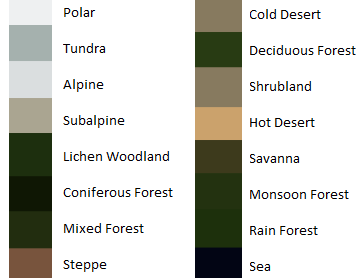 Polar
Tundra
Alpine
Subalpine
Lichen Woodland
Coniferous Forest
Mixed Forest
Steppe
Cold Desert
Deciduous Forest
Shrubland
Hot Desert
Savanna
Monsoon Forest
Rain Forest
Sea